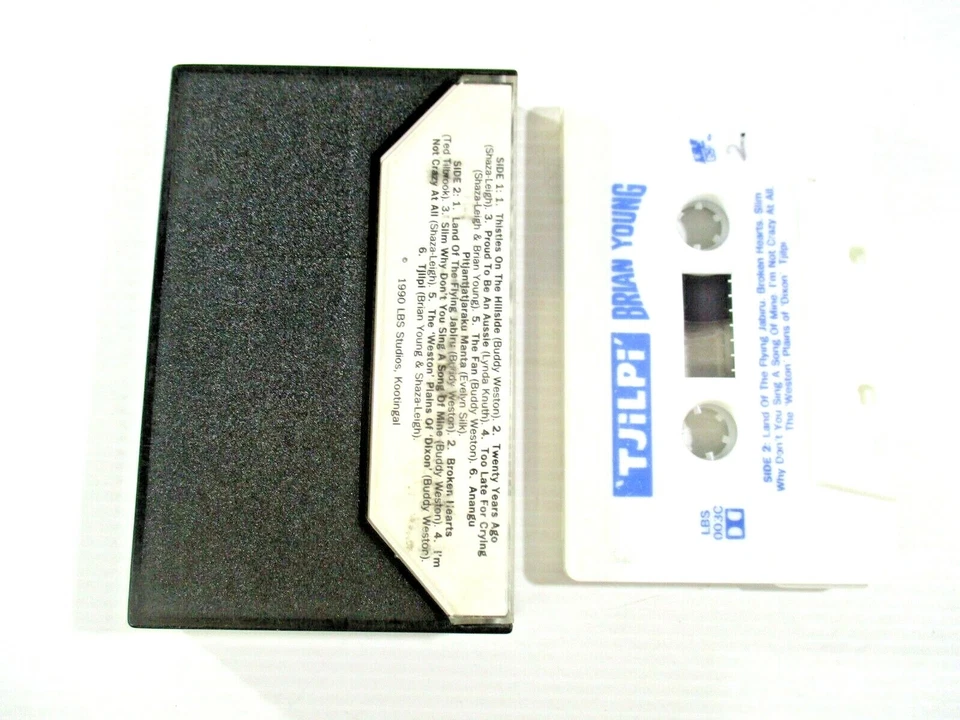 SIDE 1: 1. Thistles On The Hillside (Buddy Weston). 2. Twenty Years Ago
(Shaza-Leigh). 3. Proud To Be An Aussie (Lynda Knuth). 4. Too Late For Crying
(Shaza-Leigh & Brian Young). 5. The Fan (Buddy Weston). 6. Anangu
Pitjantjatjaraku Manta (Evelyn Silk).
SIDE 2: 1. Land Of The Flying Jabiru (Buddy Weston). 2. Broken Hearts
(Ted Tilbrook). 3. Slim Why Don't You Sing A Song Of Mine (Buddy Weston). 4. I'm
Not Crazy At All (Shaza-Leigh). 5. The 'Weston' Plains Of 'Dixon' (Buddy Weston).
6. Tjilpi (Brian Young & Shaza-Leigh).
© 1990 LBS Studios, Kootingal
2
'TJILPI' BRIAN YOUNG
SIDE 2: Land Of The Flying Jabiru. Broken Hearts. Slim
Why Don't You Sing A Song Of Mine I'm Not Crazy At All
The 'Weston' Plains of 'Dixon' Tjilpi
LBS
003C